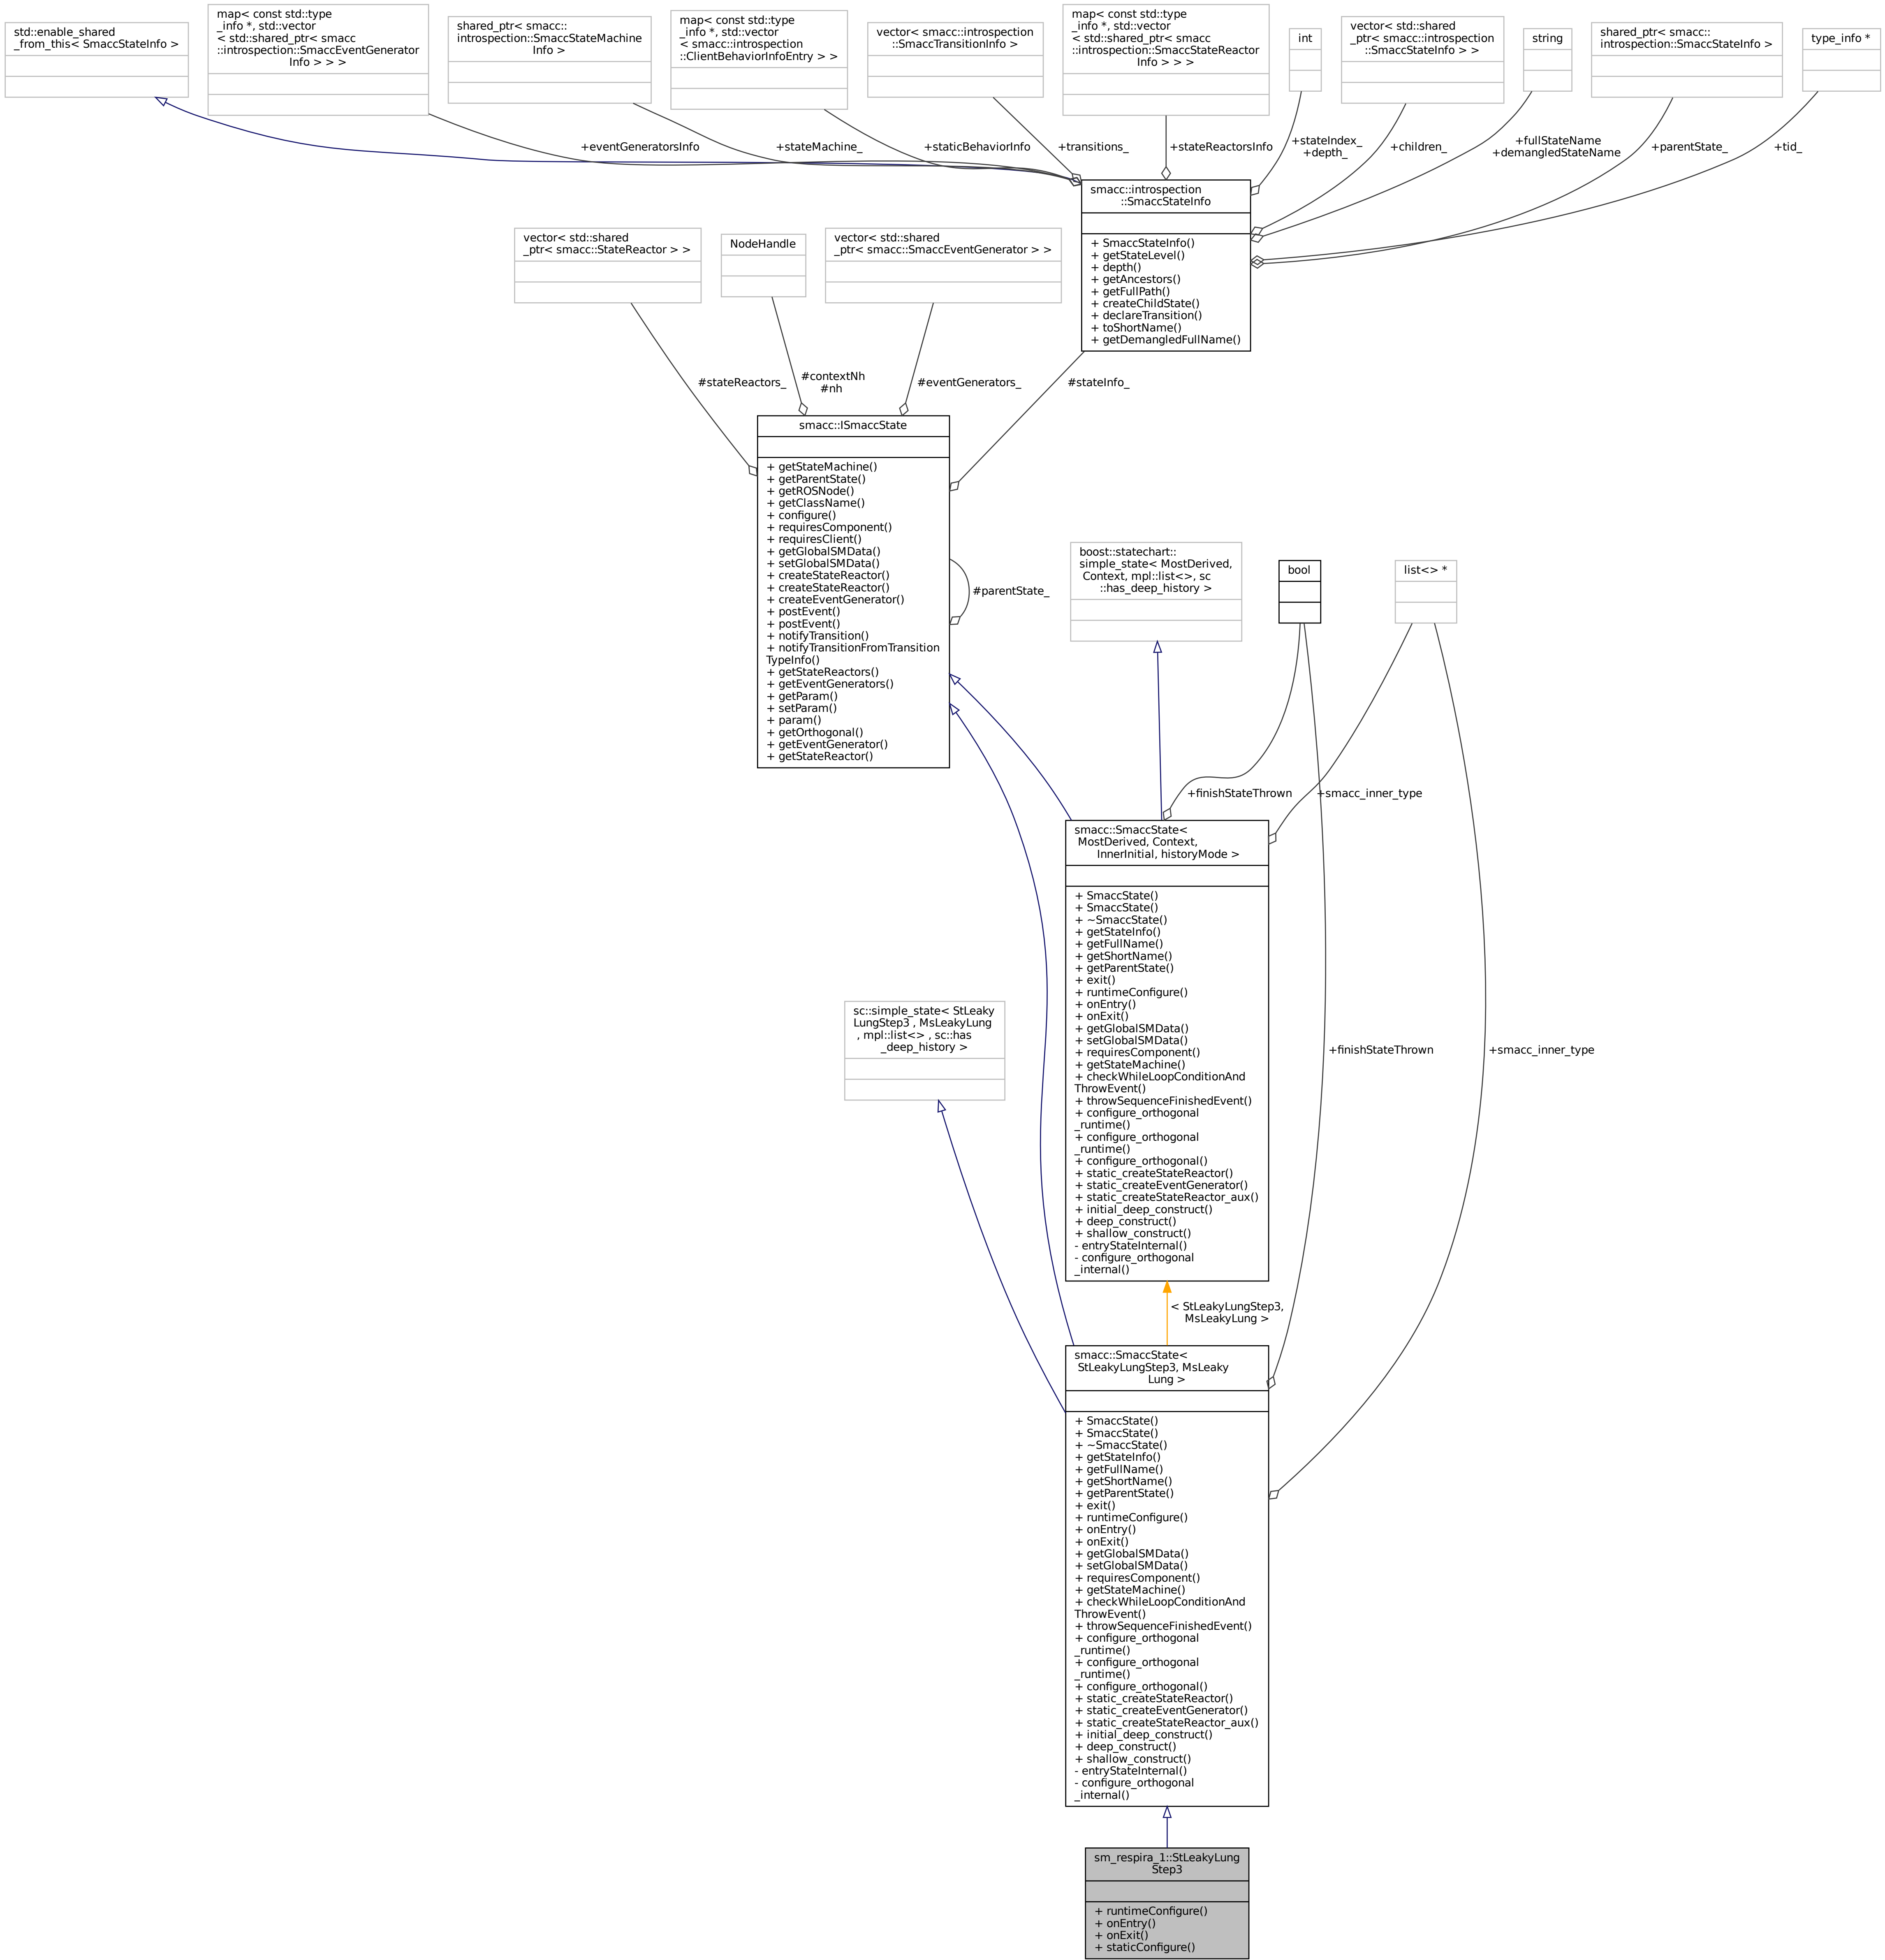 std::enable_shared
_from_this< SmaccStateInfo >
map< const std::type
_info *, std::vector
< std::shared_ptr< smacc
::introspection::SmaccEventGenerator
Info > > >
shared_ptr< smacc::
introspection::SmaccStateMachine
Info >
map< const std::type
_info *, std::vector
< smacc::introspection
::ClientBehaviorInfoEntry > >
vector< smacc::introspection
::SmaccTransitionInfo >
map< const std::type
_info *, std::vector
< std::shared_ptr< smacc
::introspection::SmaccStateReactor
Info > > >
int
vector< std::shared
_ptr< smacc::introspection
::SmaccStateInfo > >
string
shared_ptr< smacc::
introspection::SmaccStateInfo >
type_info *
+eventGeneratorsInfo
+stateMachine_
+staticBehaviorInfo
+transitions_
+stateReactorsInfo
+stateIndex_
+depth_
+children_
+fullStateName
+demangledStateName
+parentState_
+tid_
smacc::introspection
::SmaccStateInfo
+ SmaccStateInfo()
+ getStateLevel()
+ depth()
+ getAncestors()
+ getFullPath()
+ createChildState()
+ declareTransition()
+ toShortName()
+ getDemangledFullName()
vector< std::shared
_ptr< smacc::StateReactor > >
NodeHandle
vector< std::shared
_ptr< smacc::SmaccEventGenerator > >
#stateReactors_
#contextNh
#nh
#eventGenerators_
#stateInfo_
smacc::ISmaccState
+ getStateMachine()
+ getParentState()
+ getROSNode()
+ getClassName()
+ configure()
+ requiresComponent()
+ requiresClient()
+ getGlobalSMData()
+ setGlobalSMData()
+ createStateReactor()
+ createStateReactor()
+ createEventGenerator()
+ postEvent()
+ postEvent()
+ notifyTransition()
+ notifyTransitionFromTransition
TypeInfo()
+ getStateReactors()
+ getEventGenerators()
+ getParam()
+ setParam()
+ param()
+ getOrthogonal()
+ getEventGenerator()
+ getStateReactor()
#parentState_
boost::statechart::
simple_state< MostDerived,
Context, mpl::list<>, sc
::has_deep_history >
bool
list<> *
+finishStateThrown
+smacc_inner_type
smacc::SmaccState<
MostDerived, Context,
InnerInitial, historyMode >
+ SmaccState()
+ SmaccState()
+ ~SmaccState()
+ getStateInfo()
+ getFullName()
+ getShortName()
+ getParentState()
+ exit()
+ runtimeConfigure()
+ onEntry()
+ onExit()
+ getGlobalSMData()
+ setGlobalSMData()
+ requiresComponent()
+ getStateMachine()
+ checkWhileLoopConditionAnd
ThrowEvent()
+ throwSequenceFinishedEvent()
+ configure_orthogonal
_runtime()
+ configure_orthogonal
_runtime()
+ configure_orthogonal()
+ static_createStateReactor()
+ static_createEventGenerator()
+ static_createStateReactor_aux()
+ initial_deep_construct()
+ deep_construct()
+ shallow_construct()
- entryStateInternal()
- configure_orthogonal
_internal()
sc::simple_state< StLeaky
LungStep3 , MsLeakyLung
, mpl::list<> , sc::has
_deep_history >
+finishStateThrown
+smacc_inner_type
< StLeakyLungStep3,
MsLeakyLung >
smacc::SmaccState<
StLeakyLungStep3, MsLeaky
Lung >
+ SmaccState()
+ SmaccState()
+ ~SmaccState()
+ getStateInfo()
+ getFullName()
+ getShortName()
+ getParentState()
+ exit()
+ runtimeConfigure()
+ onEntry()
+ onExit()
+ getGlobalSMData()
+ setGlobalSMData()
+ requiresComponent()
+ getStateMachine()
+ checkWhileLoopConditionAnd
ThrowEvent()
+ throwSequenceFinishedEvent()
+ configure_orthogonal
_runtime()
+ configure_orthogonal
_runtime()
+ configure_orthogonal()
+ static_createStateReactor()
+ static_createEventGenerator()
+ static_createStateReactor_aux()
+ initial_deep_construct()
+ deep_construct()
+ shallow_construct()
- entryStateInternal()
- configure_orthogonal
_internal()
sm_respira_1::StLeakyLung
Step3
+ runtimeConfigure()
+ onEntry()
+ onExit()
+ staticConfigure()